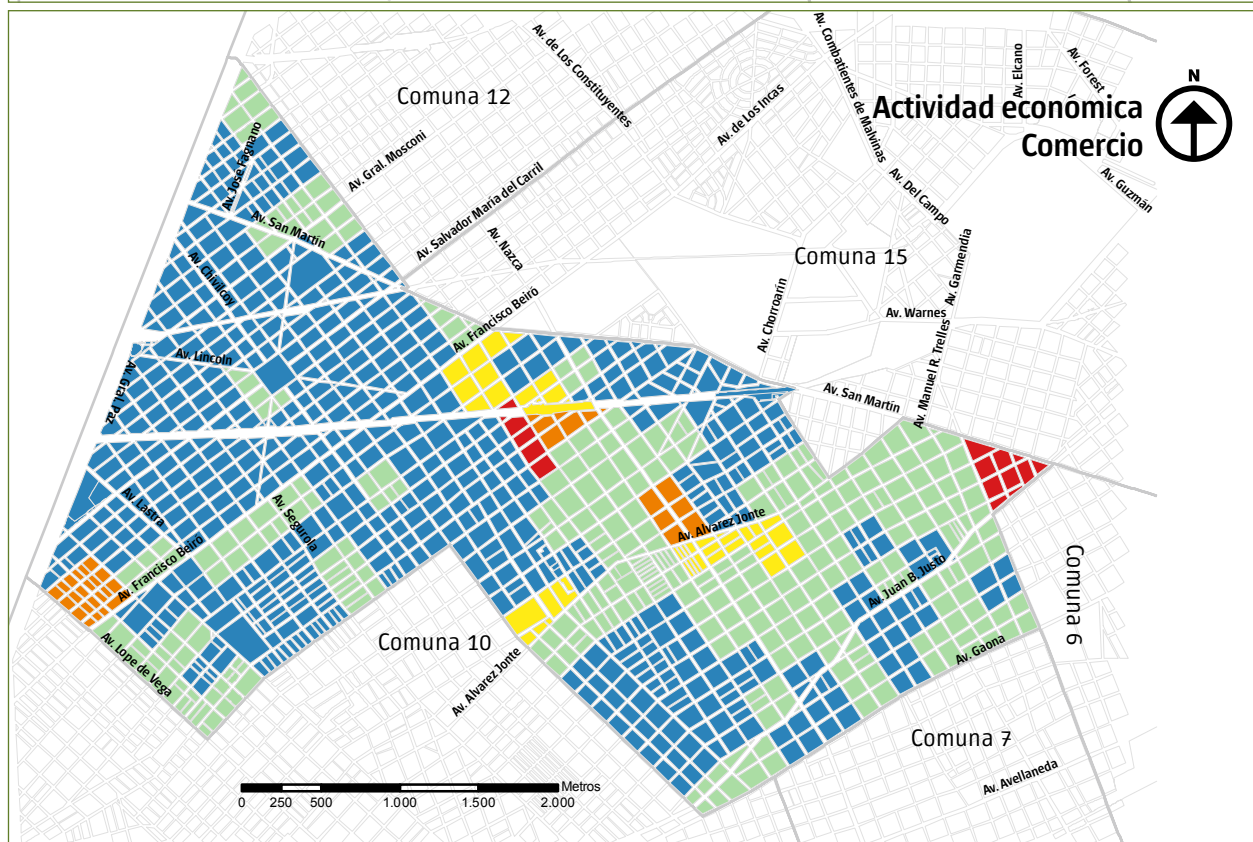 Actividad económica
Comercio
N
Comuna 12
Comuna 15
Comuna 10
Comuna 6
Comuna 7
Av. de Los Constituyentes
Av. Combatientes de Malvinas
Av. Elcano
Av. Forest
Av. de Los Incas
Av. Gral. Mosconi
Av. José Fagnano
Av. Guzmán
Av. Del Campo
Av. Salvador Maria del Carril
Av. San Martín
Av. Nazca
Av. Garmendia
Av. Chivilcoy
Av. Chorroarín
Av. Francisco Beiró
Av. Warnes
Av. Lincoln
Av. Gral. Paz
Av. Manuel R. Trelles
Av. San Martín
Av. Lastra
Av. Segurola
Av. Alvarez Jonte
Av. Francisco Beiró
Av. Juan B. Justo
Av. Lope de Vega
Av. Gaona
Av. Alvarez Jonte
Av. Avellaneda
Metros
0 250 500 1.000 1.500 2.000